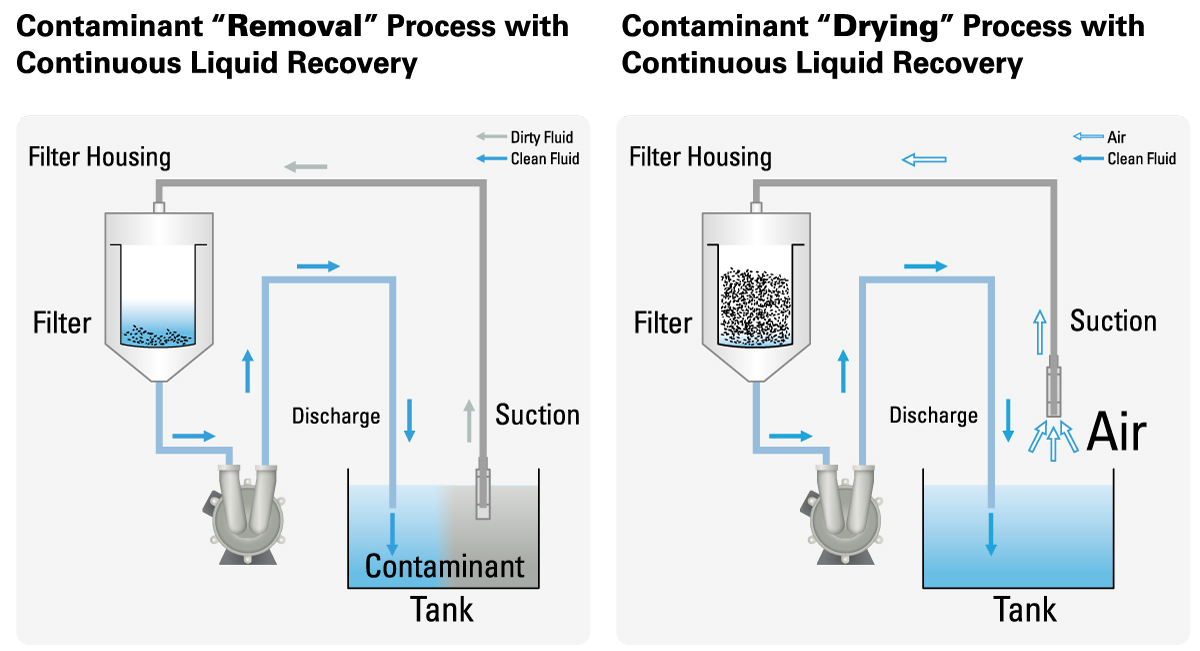 Contaminant “Removal” Process with
Continuous Liquid Recovery
Dirty Fluid
Clean Fluid
Filter Housing
Filter
Discharge
Suction
Contaminant
Tank
Contaminant “Drying” Process with
Continuous Liquid Recovery
Air
Clean Fluid
Filter Housing
Filter
Suction
Discharge
Air
Tank